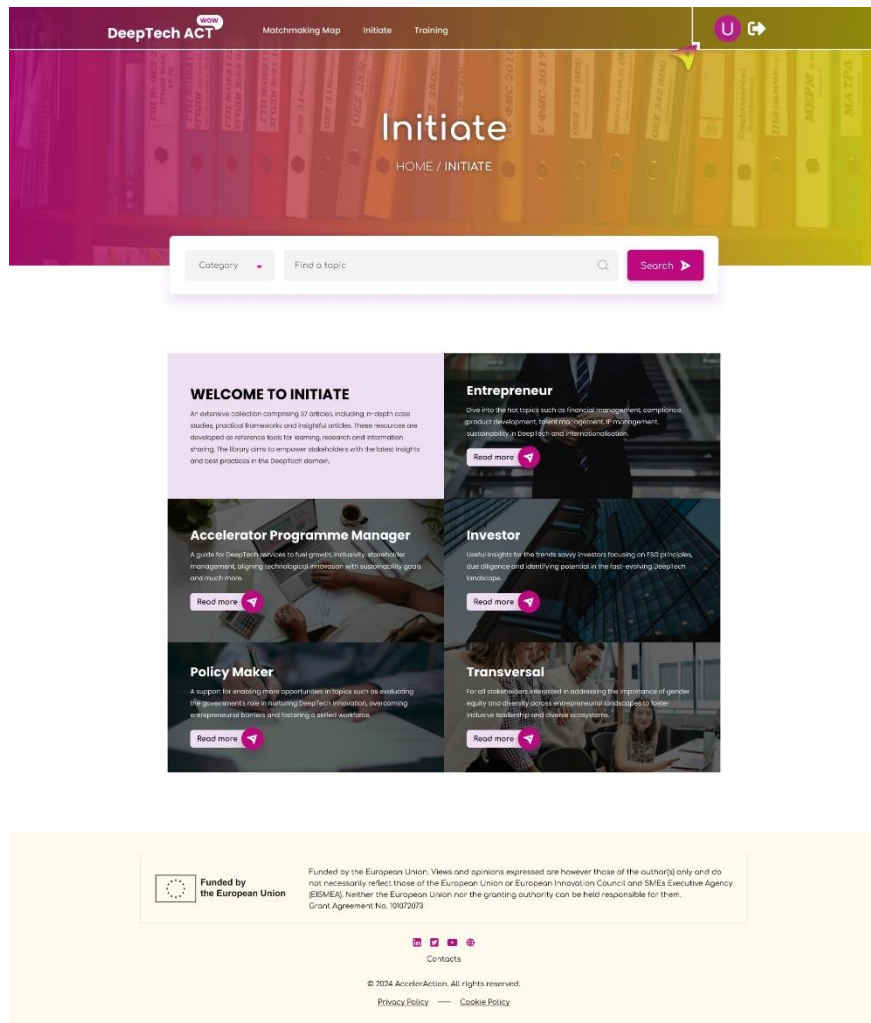 WOW
DeepTech ACT
Matchmaking Map
Initiate
Training
U
Initiate
HOME / INITIATE
Category
Find a topic
Search
WELCOME TO INITIATE
An extensive collection comprising 37 articles, including in-depth case
studies, practical frameworks and insightful articles. These resources are
developed as reference tools for learning, research and information
sharing. The library aims to empower stakeholders with the latest insights
and best practices in the DeepTech domain.
Entrepreneur
Dive into the hot topics such as financial management, compliance,
product development, talent management, IP management,
sustainability in DeepTech and internationalisation.
Read more
Accelerator Programme Manager
A guide for DeepTech services to fuel growth, inclusivity, stakeholder
management, aligning technological innovation with sustainability goals
and much more.
Read more
Investor
Useful insights for the trends savvy investors focusing on ESG principles,
due diligence and identifying potential in the fast-evolving DeepTech
landscape.
Read more
Policy Maker
A support for enabling more opportunities in topics such as evaluating
the government's role in nurturing DeepTech Innovation, overcoming
entrepreneurial barriers and fostering a skilled workforce.
Read more
Transversal
For all stakeholders interested in addressing the importance of gender
equity and diversity across entrepreneurial landscapes to foster
inclusive leadership and diverse ecosystems.
Read more
Funded by
the European Union
Funded by the European Union. Views and opinions expressed are however those of the author(s) only and do
not necessarily reflect those of the European Union or European Innovation Council and SMEs Executive Agency
(EISMEA). Neither the European Union nor the granting authority can be held responsible for them.
Grant Agreement No. 101072073
in
Contacts
© 2024 AccelerAction. All rights reserved.
Privacy Policy — Cookie Policy